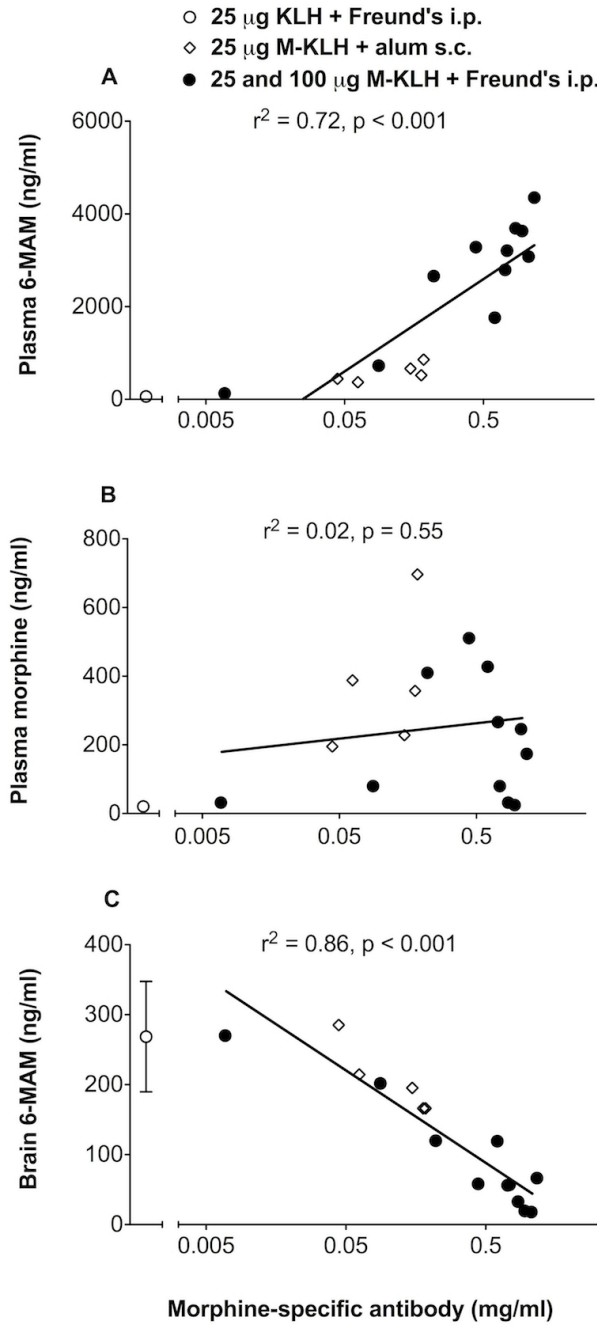 25 μg KLH + Freund's i.p.
25 μg M-KLH + alum s.c.
25 and 100 μg M-KLH + Freund's i.p.
A
r² = 0.72, p < 0.001
Plasma 6-MAM (ng/ml)
6000
4000
2000
0
0.005 0.05 0.5
B
r² = 0.02, p = 0.55
Plasma morphine (ng/ml)
800
600
400
200
0
0.005 0.05 0.5
C
r² = 0.86, p < 0.001
Brain 6-MAM (ng/ml)
400
300
200
100
0
0.005 0.05 0.5
Morphine-specific antibody (mg/ml)